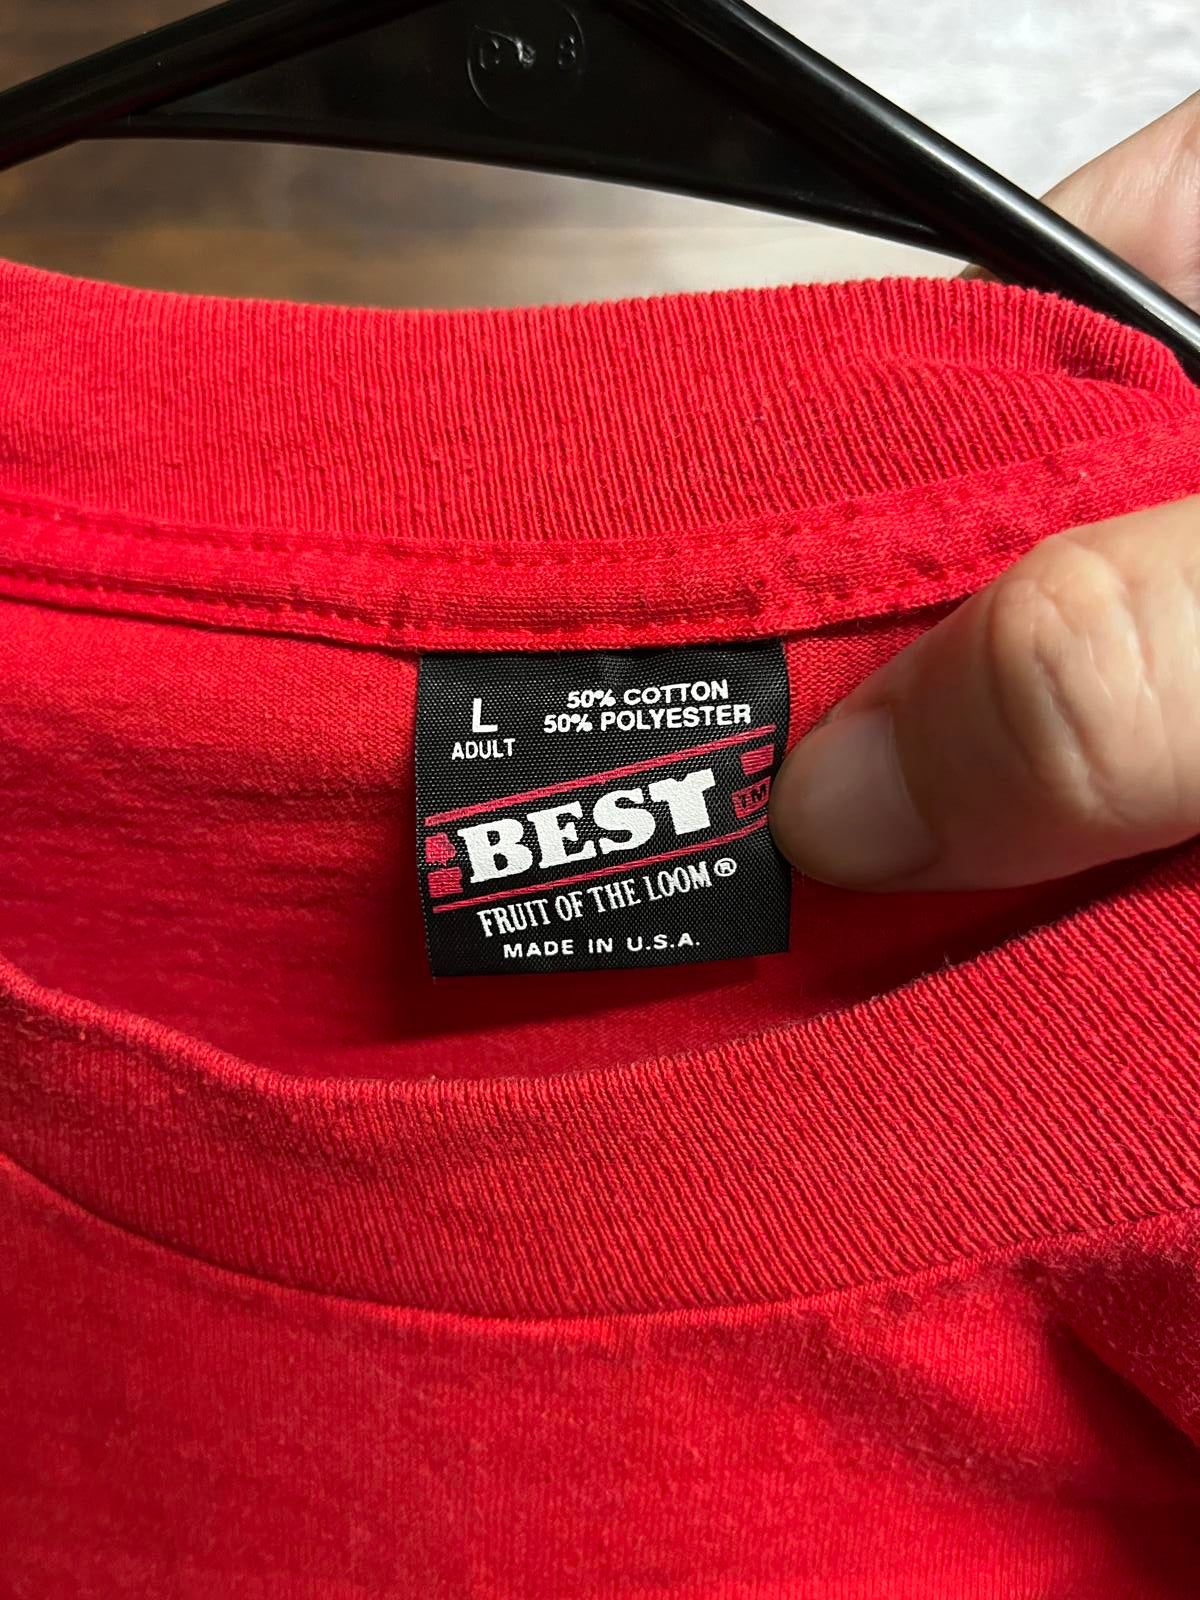 L
ADULT
50% COTTON
50% POLYESTER
BEST TM
FRUIT OF THE LOOM®
MADE IN U.S.A.